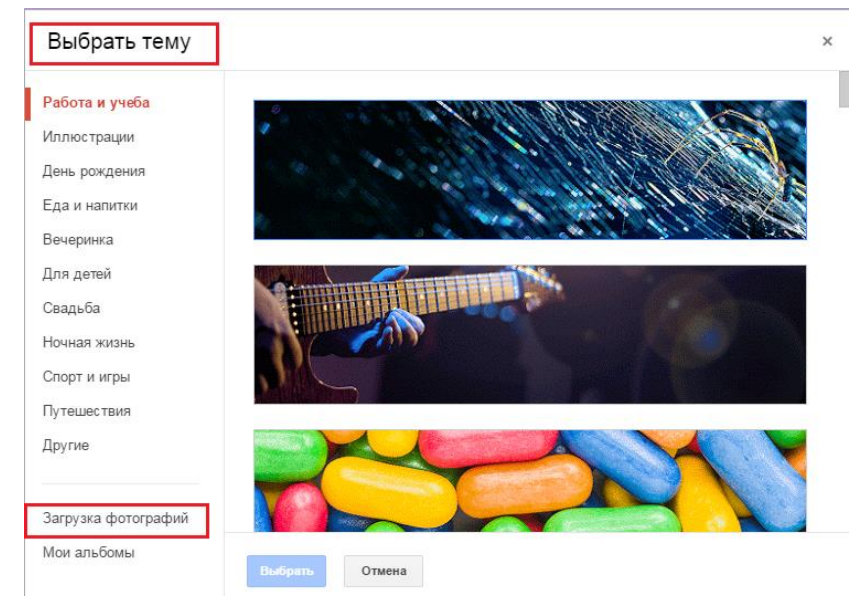 Выбрать тему
×
Работа и учеба
Иллюстрации
День рождения
Еда и напитки
Вечеринка
Для детей
Свадьба
Ночная жизнь
Спорт и игры
Путешествия
Другие
Загрузка фотографий
Мои альбомы
Выбрать Отмена